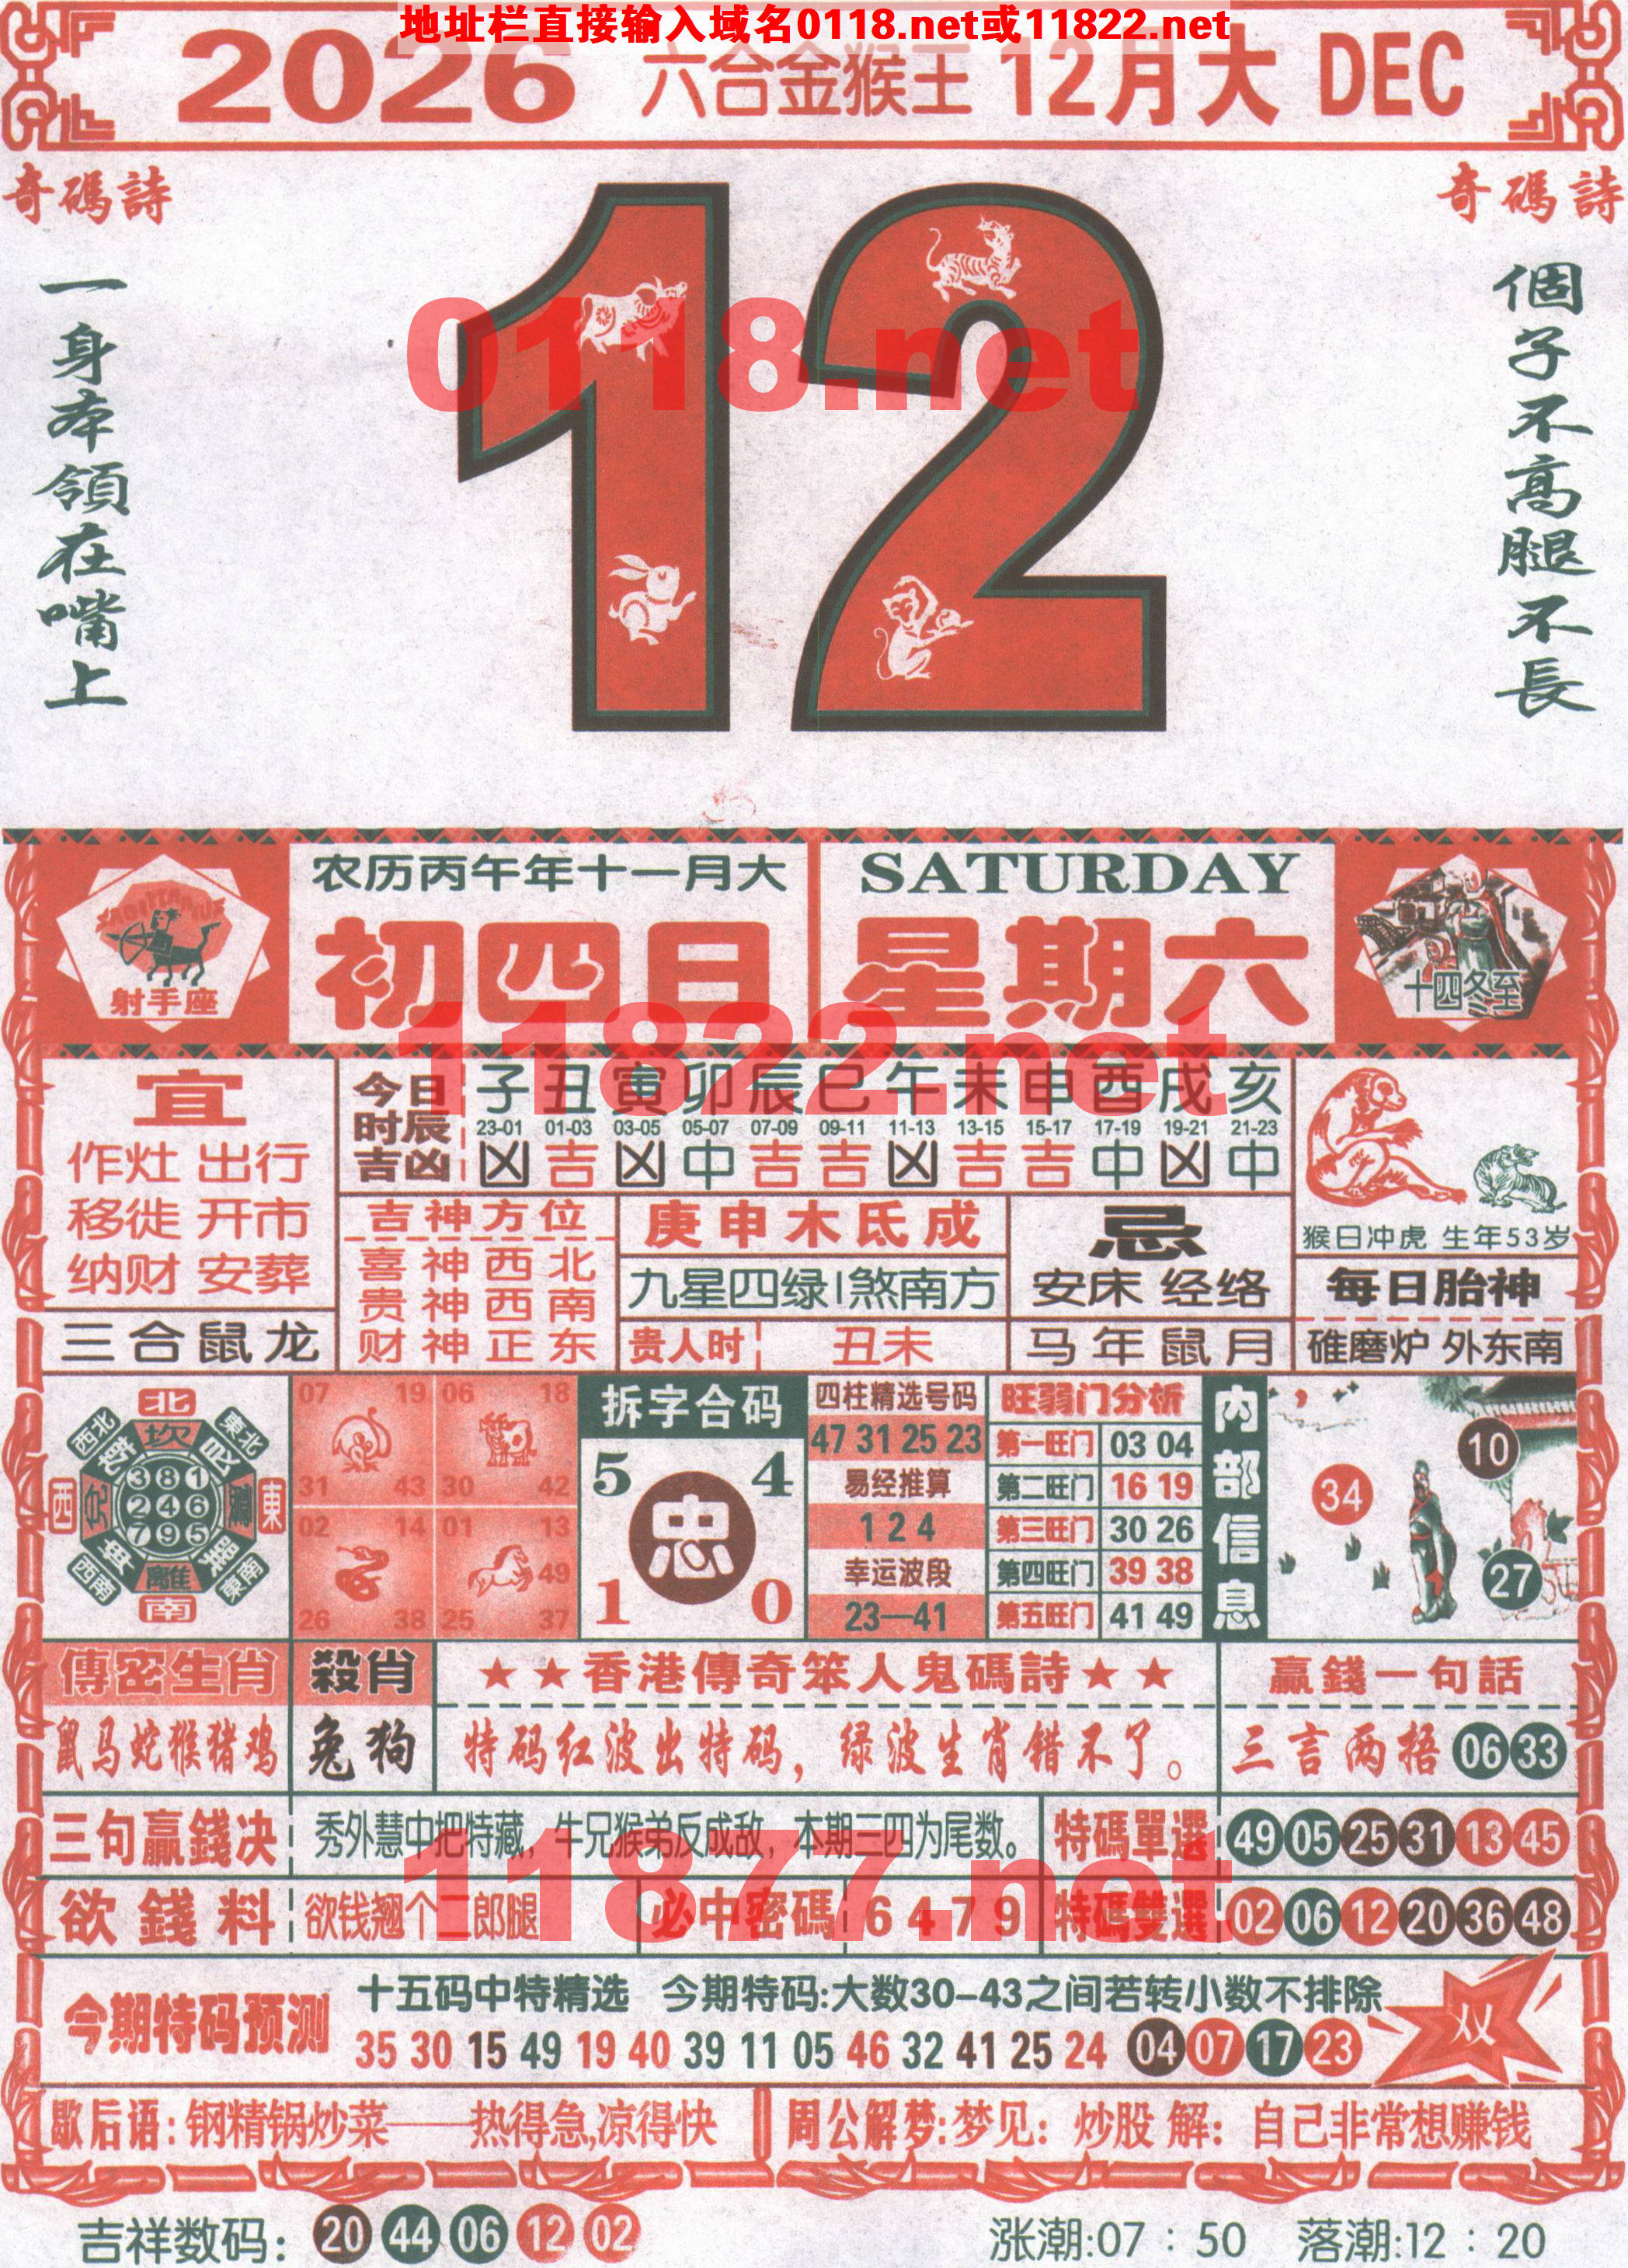 地址栏直接输入域名0118.net或11822.net
2026 六合金猴王 12月大 DEC
奇碼詩
奇碼詩
一身本領在嘴上
12
個子不高腿不長
0118.net
农历丙午年十一月大
SATURDAY
射手座
初四日
星期六
十四冬至
11822.net
宜
作灶 出行
移徙 开市
纳财 安葬
三合鼠龙
今日时辰吉凶
子 丑 寅 卯 辰 巳 午 未 申 酉 戌 亥
23-01 01-03 03-05 05-07 07-09 09-11 11-13 13-15 15-17 17-19 19-21 21-23
凶 吉 凶 中 吉 吉 凶 吉 吉 中 凶 中
吉神方位
喜神西北
贵神西南
财神正东
庚申木氐成
九星四绿 煞南方
贵人时 丑未
忌
安床 经络
马年鼠月
猴日冲虎 生年53岁
每日胎神
碓磨炉 外东南
北
西北 坎 東北
乾 艮
西 兌 381 震 東
246
795
坤 巽
西南 離 東南
南
07 19 06 18
31 43 30 42
02 14 01 13
49
26 38 25 37
拆字合码
5 4
忠
1 0
四柱精选号码
47 31 25 23
易经推算
1 2 4
幸运波段
23—41
旺弱门分析
第一旺门 03 04
第二旺门 16 19
第三旺门 30 26
第四旺门 39 38
第五旺门 41 49
内部信息
10
34
27
傳密生肖
鼠马蛇猴猪鸡
殺肖
兔狗
★★香港傳奇笨人鬼碼詩★★
特码红波出特码，绿波生肖错不了。
贏錢一句話
三言两捂 06 33
三句贏錢决 秀外慧中把特藏，牛兄猴弟反成敌，本期三四为尾数。 特碼單選 49 05 25 31 13 45
欲錢料 欲钱翘个二郎腿 必中密碼 6 4 7 9 特碼雙選 02 06 12 20 36 48
11877.net
今期特码预测
十五码中特精选 今期特码:大数30-43之间若转小数不排除
35 30 15 49 19 40 39 11 05 46 32 41 25 24 04 07 17 23
双
歇后语: 钢精锅炒菜——热得急,凉得快 周公解梦: 梦见：炒股 解：自己非常想赚钱
吉祥数码: 20 44 06 12 02 涨潮:07：50 落潮:12：20